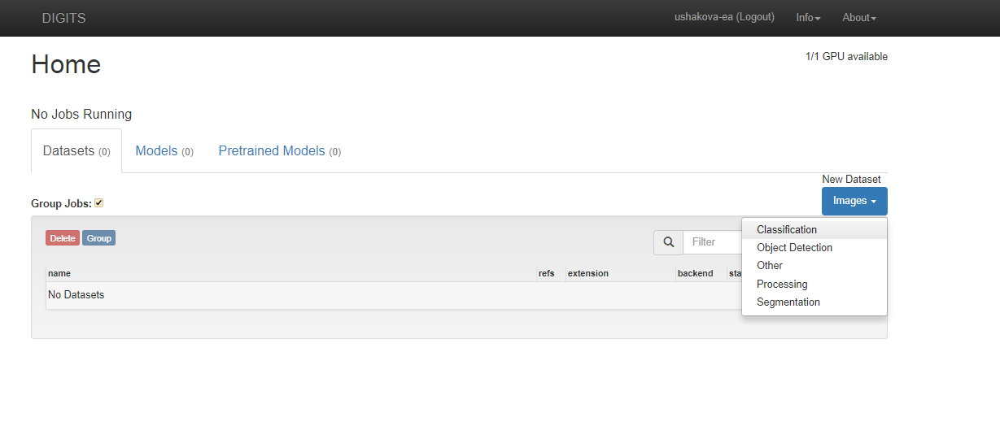 DIGITS ushakova-ea (Logout) Info About
Home 1/1 GPU available
No Jobs Running
Datasets (0) Models (0) Pretrained Models (0)
New Dataset
Group Jobs: Images
Delete Group Filter
Classification
Object Detection
Other
Processing
Segmentation
name refs extension backend
No Datasets